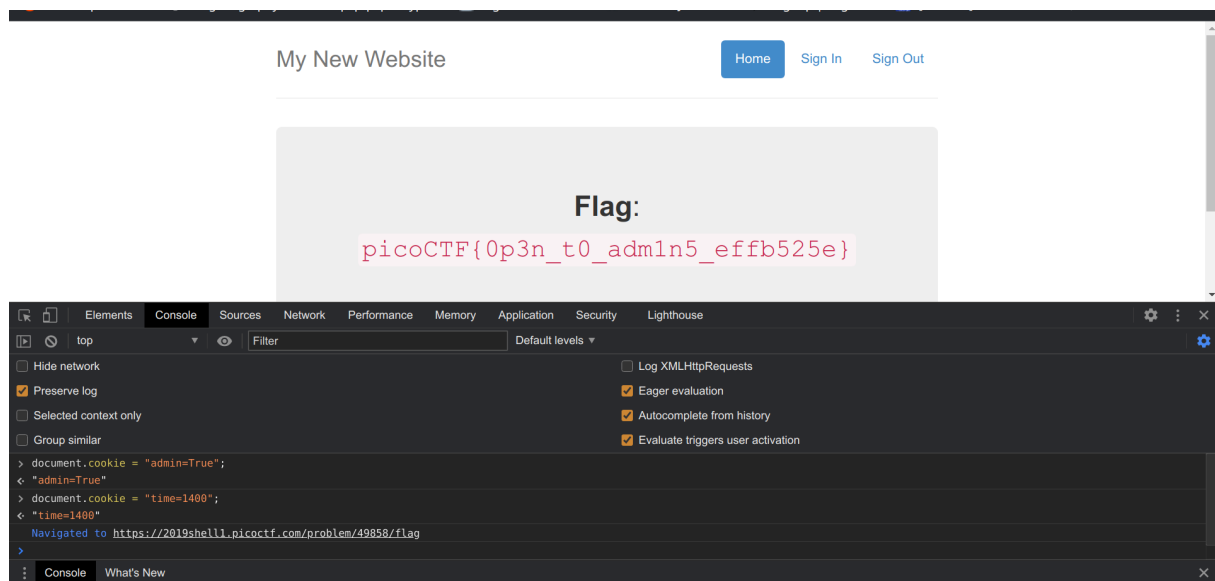 My New Website
Home Sign In Sign Out
Flag:
picoCTF{0p3n_t0_adm1n5_effb525e}
Elements Console Sources Network Performance Memory Application Security Lighthouse
top Filter Default levels
Hide network Log XMLHttpRequests
Preserve log Eager evaluation
Selected context only Autocomplete from history
Group similar Evaluate triggers user activation
> document.cookie = "admin=True";
"admin=True"
> document.cookie = "time=1400";
"time=1400"
Navigated to https://2019shell1.picoctf.com/problem/49858/flag
>
Console What's New